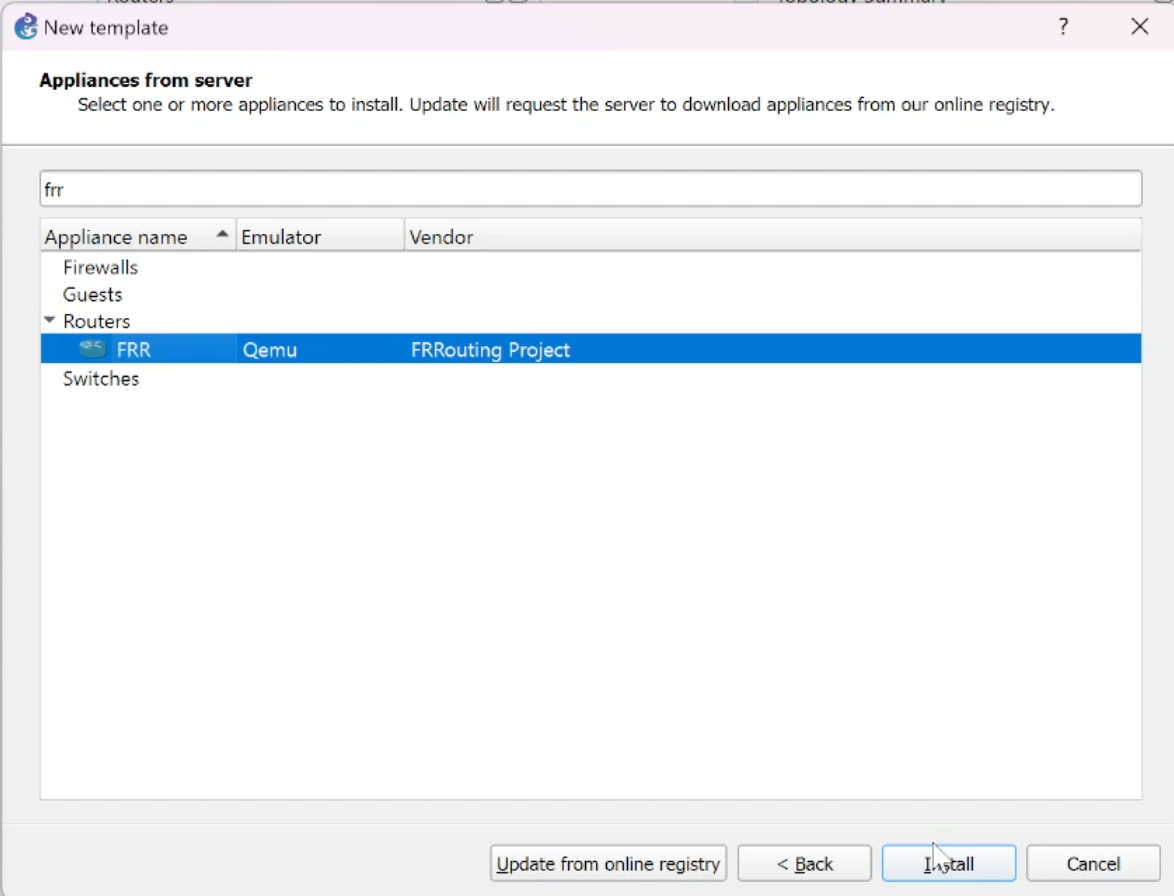 New template
?
Appliances from server
Select one or more appliances to install. Update will request the server to download appliances from our online registry.
frr
Appliance name Emulator Vendor
Firewalls
Guests
Routers
FRR Qemu FRRouting Project
Switches
Update from online registry < Back Install Cancel